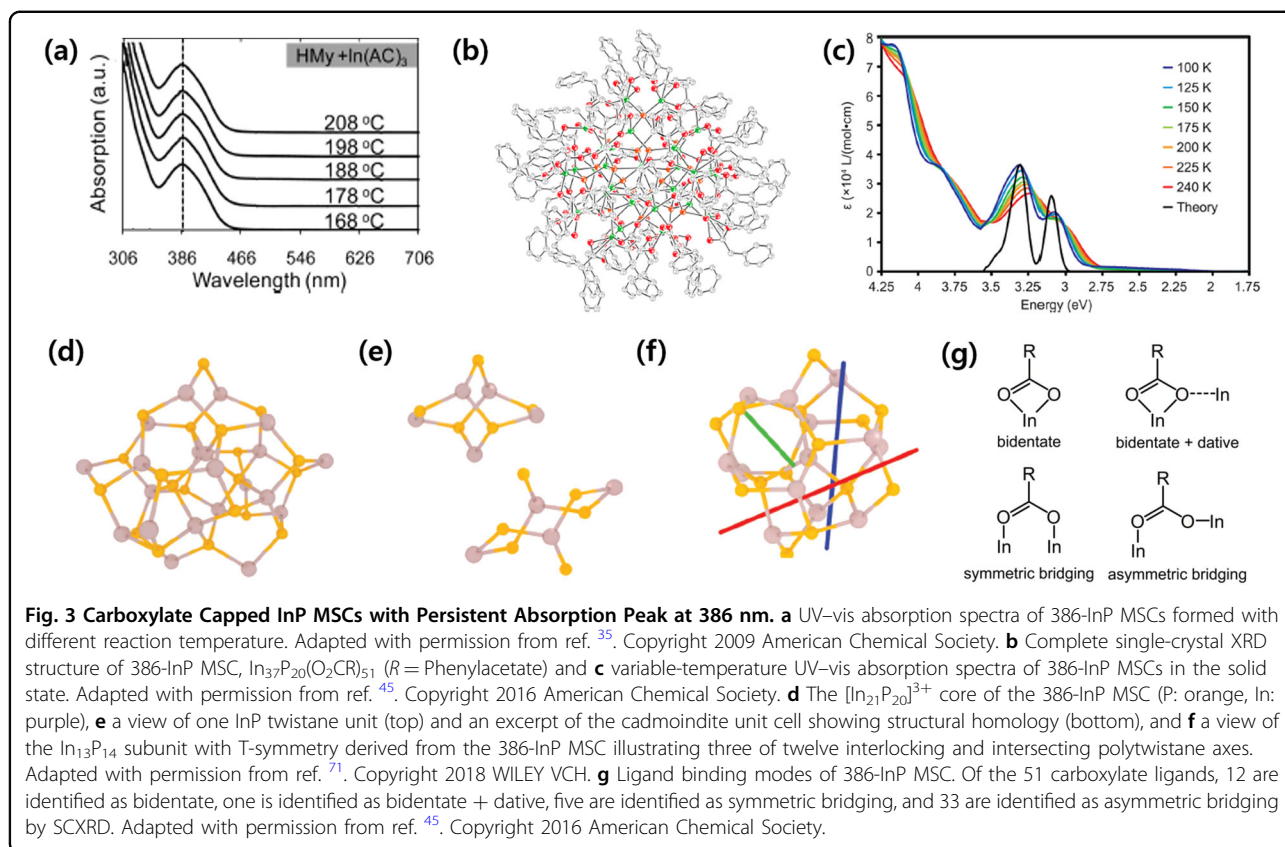 (a)
Absorption (a.u.)
HMy +In(AC)₃
208 °C
198 °C
188 °C
178 °C
168 °C
306 386 466 546 626 706
Wavelength (nm)
(b)
(c)
ε (×10⁴ L/(mol·cm)
8
7
6
5
4
3
2
1
0
100 K
125 K
150 K
175 K
200 K
225 K
240 K
Theory
4.25 4 3.75 3.5 3.25 3 2.75 2.5 2.25 2 1.75
Energy (eV)
(d)
(e)
(f)
(g)
R
O O
In
bidentate
R
O O----In
In
bidentate + dative
R
O O
In In
symmetric bridging
R
O O—In
In
asymmetric bridging
Fig. 3 Carboxylate Capped InP MSCs with Persistent Absorption Peak at 386 nm. a UV–vis absorption spectra of 386-InP MSCs formed with
different reaction temperature. Adapted with permission from ref. 35. Copyright 2009 American Chemical Society. b Complete single-crystal XRD
structure of 386-InP MSC, In₃₇P₂₀(O₂CR)₅₁ (R = Phenylacetate) and c variable-temperature UV–vis absorption spectra of 386-InP MSCs in the solid
state. Adapted with permission from ref. 45. Copyright 2016 American Chemical Society. d The [In₂₁P₂₀]³⁺ core of the 386-InP MSC (P: orange, In:
purple), e a view of one InP twistane unit (top) and an excerpt of the cadmoindite unit cell showing structural homology (bottom), and f a view of
the In₁₃P₁₄ subunit with T-symmetry derived from the 386-InP MSC illustrating three of twelve interlocking and intersecting polytwistane axes.
Adapted with permission from ref. 71. Copyright 2018 WILEY VCH. g Ligand binding modes of 386-InP MSC. Of the 51 carboxylate ligands, 12 are
identified as bidentate, one is identified as bidentate + dative, five are identified as symmetric bridging, and 33 are identified as asymmetric bridging
by SCXRD. Adapted with permission from ref. 45. Copyright 2016 American Chemical Society.